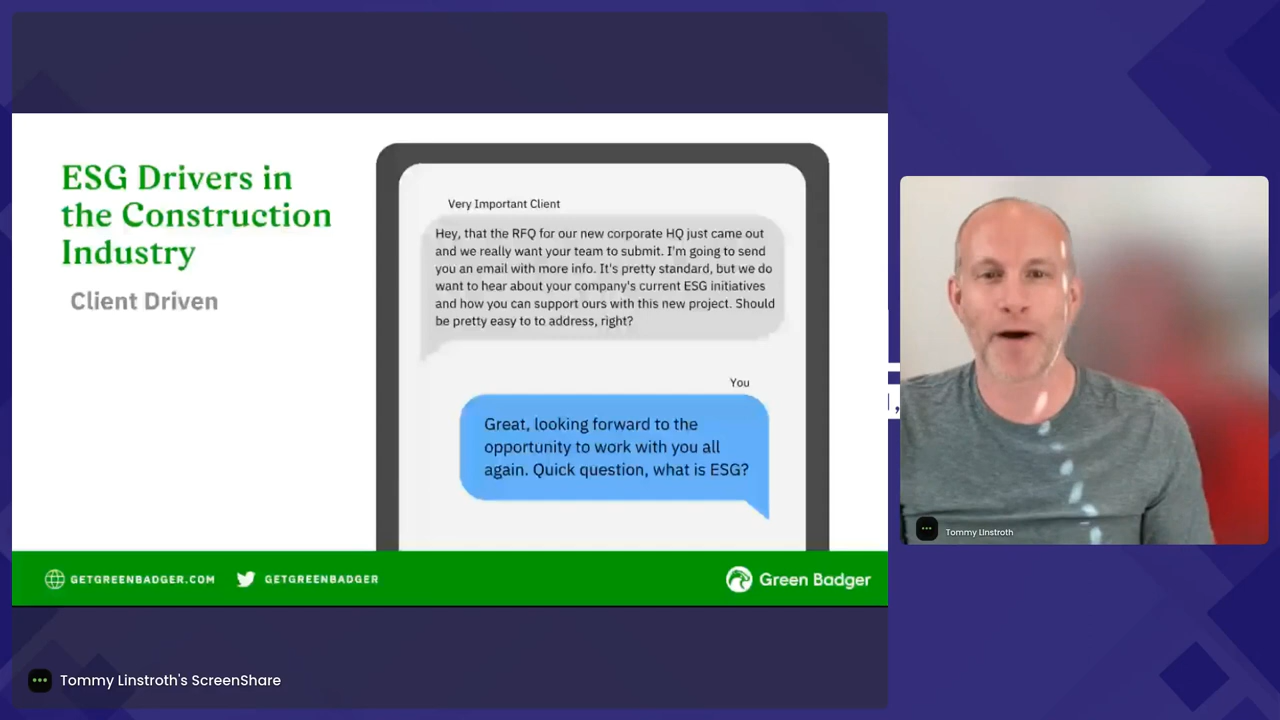 ESG Drivers in
the Construction
Industry
Client Driven
Very Important Client
Hey, that the RFQ for our new corporate HQ just came out
and we really want your team to submit. I'm going to send
you an email with more info. It's pretty standard, but we do
want to hear about your company's current ESG initiatives
and how you can support ours with this new project. Should
be pretty easy to to address, right?
You
Great, looking forward to the
opportunity to work with you all
again. Quick question, what is ESG?
GETGREENBADGER.COM
GETGREENBADGER
Green Badger
Tommy Linstroth's ScreenShare
Tommy Linstroth